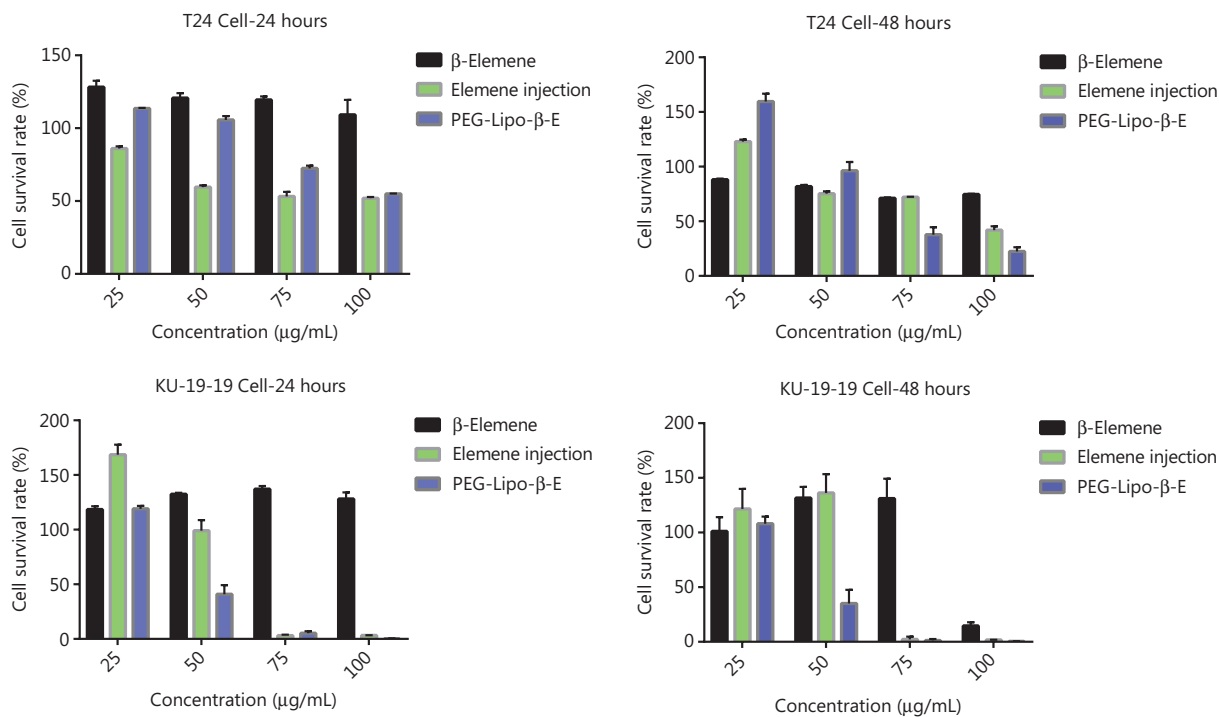 T24 Cell-24 hours
Cell survival rate (%)
150
100
50
0
25
50
75
100
Concentration (μg/mL)
β-Elemene
Elemene injection
PEG-Lipo-β-E
T24 Cell-48 hours
Cell survival rate (%)
200
150
100
50
0
25
50
75
100
Concentration (μg/mL)
β-Elemene
Elemene injection
PEG-Lipo-β-E
KU-19-19 Cell-24 hours
Cell survival rate (%)
200
150
100
50
0
25
50
75
100
Concentration (μg/mL)
β-Elemene
Elemene injection
PEG-Lipo-β-E
KU-19-19 Cell-48 hours
Cell survival rate (%)
200
150
100
50
0
25
50
75
100
Concentration (μg/mL)
β-Elemene
Elemene injection
PEG-Lipo-β-E